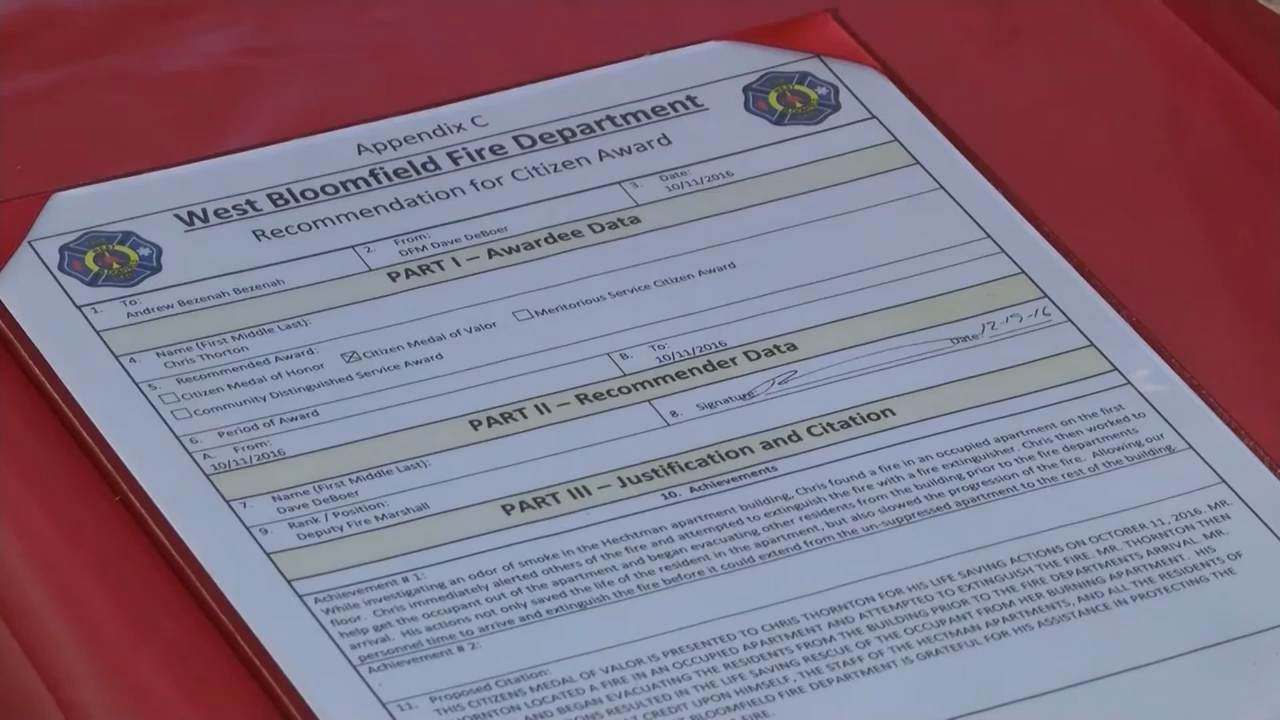 Appendix C
West Bloomfield Fire Department
Recommendation for Citizen Award
1. To: Andrew Bezenah Bezenah
2. From: DFM Dave DeBoer
3. Date: 10/11/2016
PART I – Awardee Data
4. Name (First Middle Last):
Chris Thorton
5. Recommended Award:
Citizen Medal of Honor
Citizen Medal of Valor
Meritorious Service Citizen Award
Community Distinguished Service Award
6. Period of Award
A. From:
10/11/2016
B. To:
10/11/2016
PART II – Recommender Data
7. Name (First Middle Last):
Dave DeBoer
8. Signature
Date: 12-19-16
9. Rank / Position:
Deputy Fire Marshall
PART III – Justification and Citation
10. Achievements
Achievement # 1:
While investigating an odor of smoke in the Hechtman apartment building, Chris found a fire in an occupied apartment on the first
floor. Chris immediately alerted others of the fire and attempted to extinguish the fire with a fire extinguisher. Chris then worked to
help get the occupant out of the apartment and began evacuating other residents from the building prior to the fire departments
arrival. His actions not only saved the life of the resident in the apartment, but also slowed the progression of the fire. Allowing our
personnel time to arrive and extinguish the fire before it could extend from the un-suppressed apartment to the rest of the building.
Achievement # 2:
11. Proposed Citation:
THIS CITIZENS MEDAL OF VALOR IS PRESENTED TO CHRIS THORNTON FOR HIS LIFE SAVING ACTIONS ON OCTOBER 11, 2016. MR.
THORNTON LOCATED A FIRE IN AN OCCUPIED APARTMENT AND ATTEMPTED TO EXTINGUISH THE FIRE. MR. THORNTON THEN
AND BEGAN EVACUATING THE RESIDENTS FROM THE BUILDING PRIOR TO THE FIRE DEPARTMENTS ARRIVAL. MR.
RESULTED IN THE LIFE SAVING RESCUE OF THE OCCUPANT FROM HER BURNING APARTMENT. HIS
CREDIT UPON HIMSELF, THE STAFF OF THE HECTMAN APARTMENTS, AND ALL THE RESIDENTS OF
BLOOMFIELD FIRE DEPARTMENT IS GRATEFUL FOR HIS ASSISTANCE IN PROTECTING THE
FIRE.